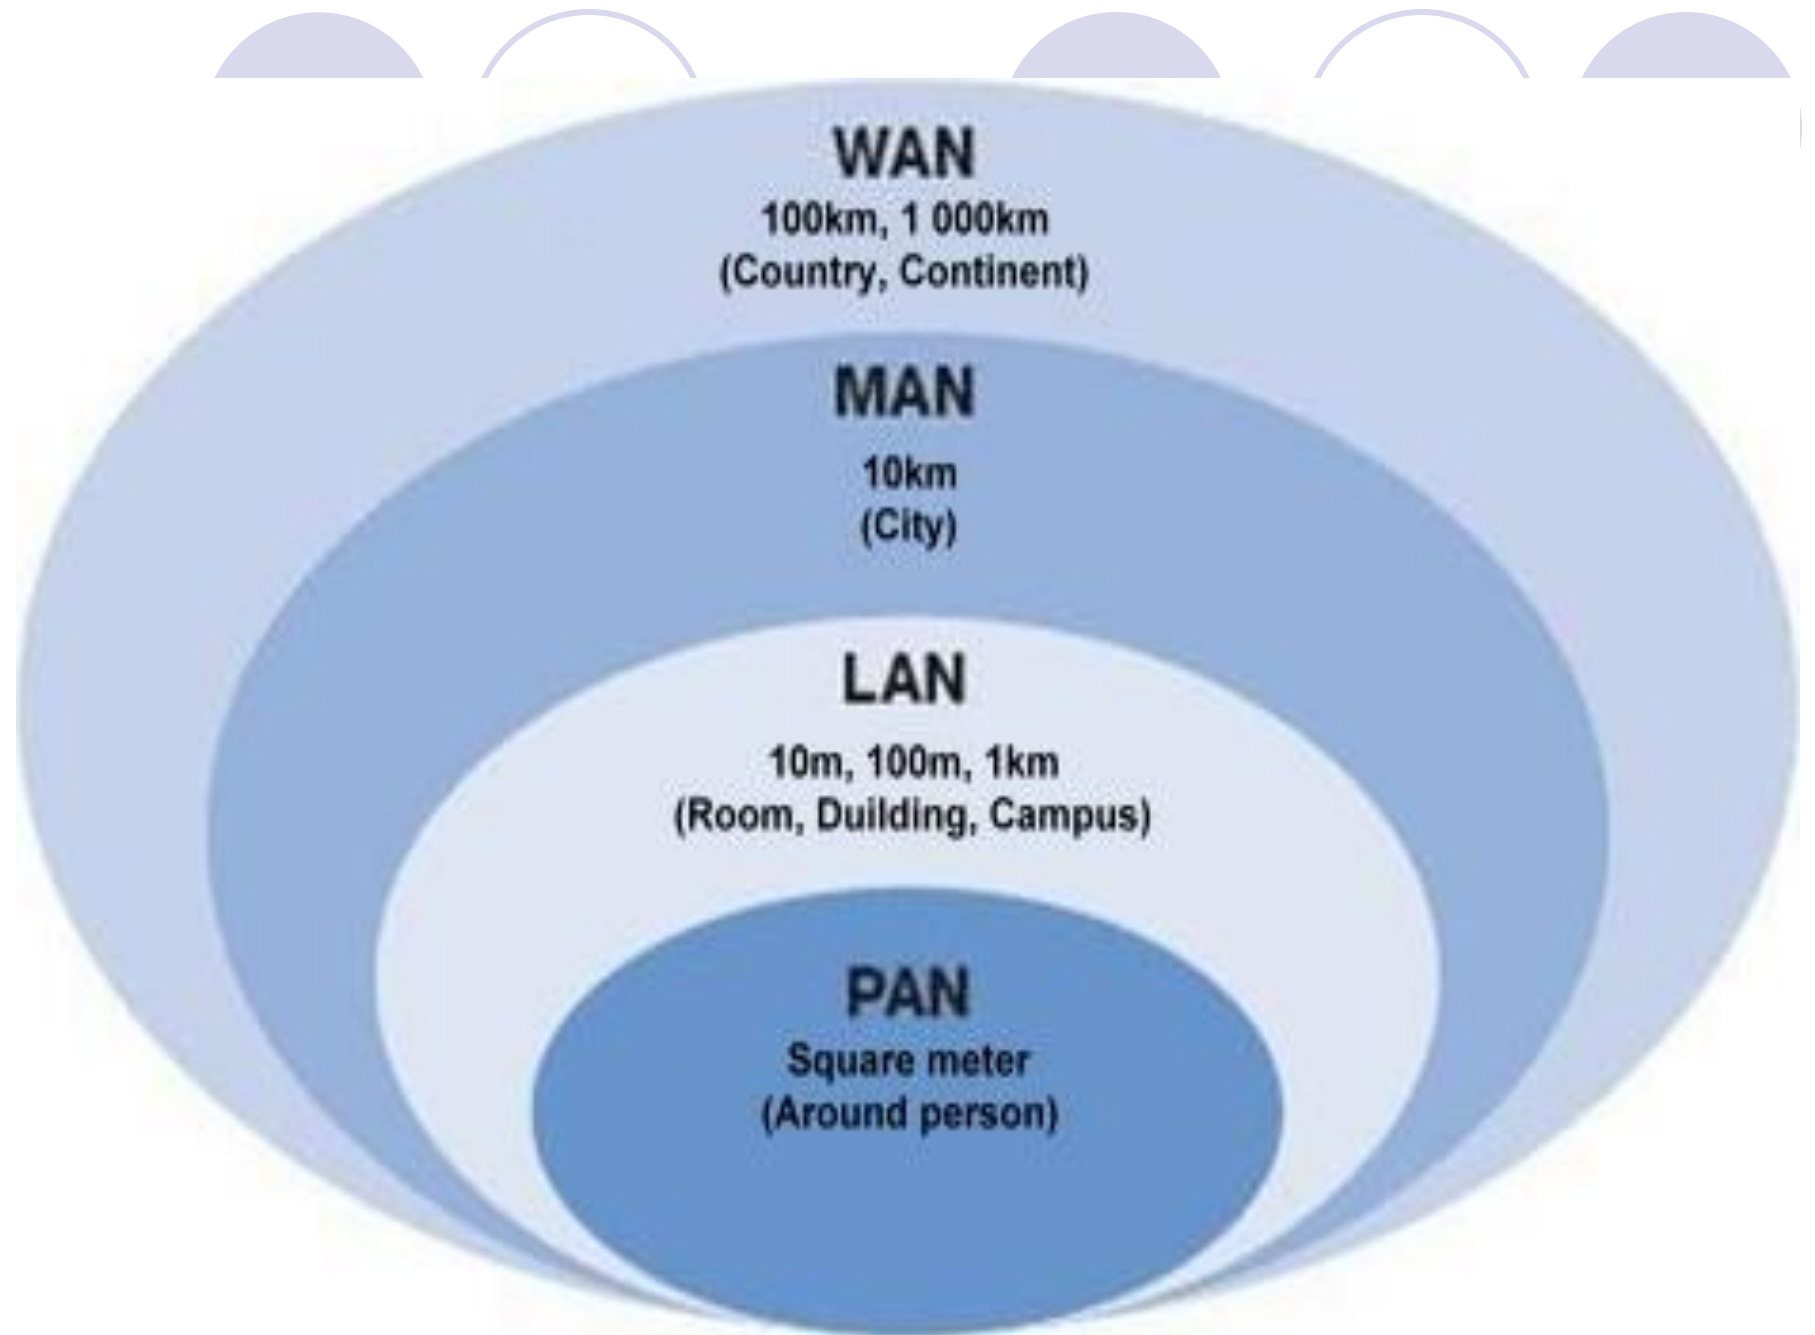 WAN
100km, 1 000km
(Country, Continent)
MAN
10km
(City)
LAN
10m, 100m, 1km
(Room, Duilding, Campus)
PAN
Square meter
(Around person)